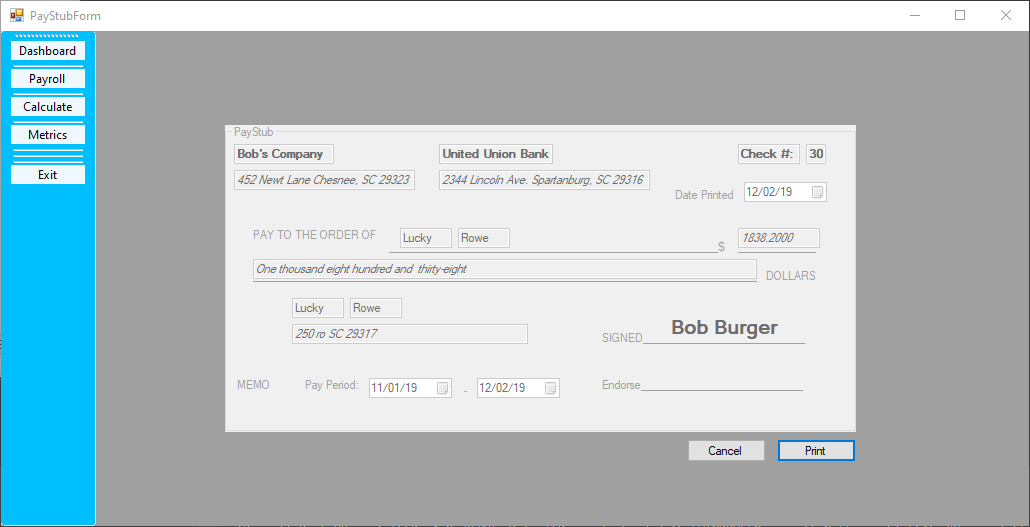 PayStubForm
Dashboard
Payroll
Calculate
Metrics
Exit
PayStub
Bob's Company United Union Bank Check #: 30
452 Newt Lane Chesnee, SC 29323 2344 Lincoln Ave. Spartanburg, SC 29316
Date Printed 12/02/19
PAY TO THE ORDER OF Lucky Rowe $ 1838.2000
One thousand eight hundred and thirty-eight DOLLARS
Lucky Rowe
250 ro SC 29317
SIGNED Bob Burger
MEMO Pay Period: 11/01/19 - 12/02/19 Endorse
Cancel Print